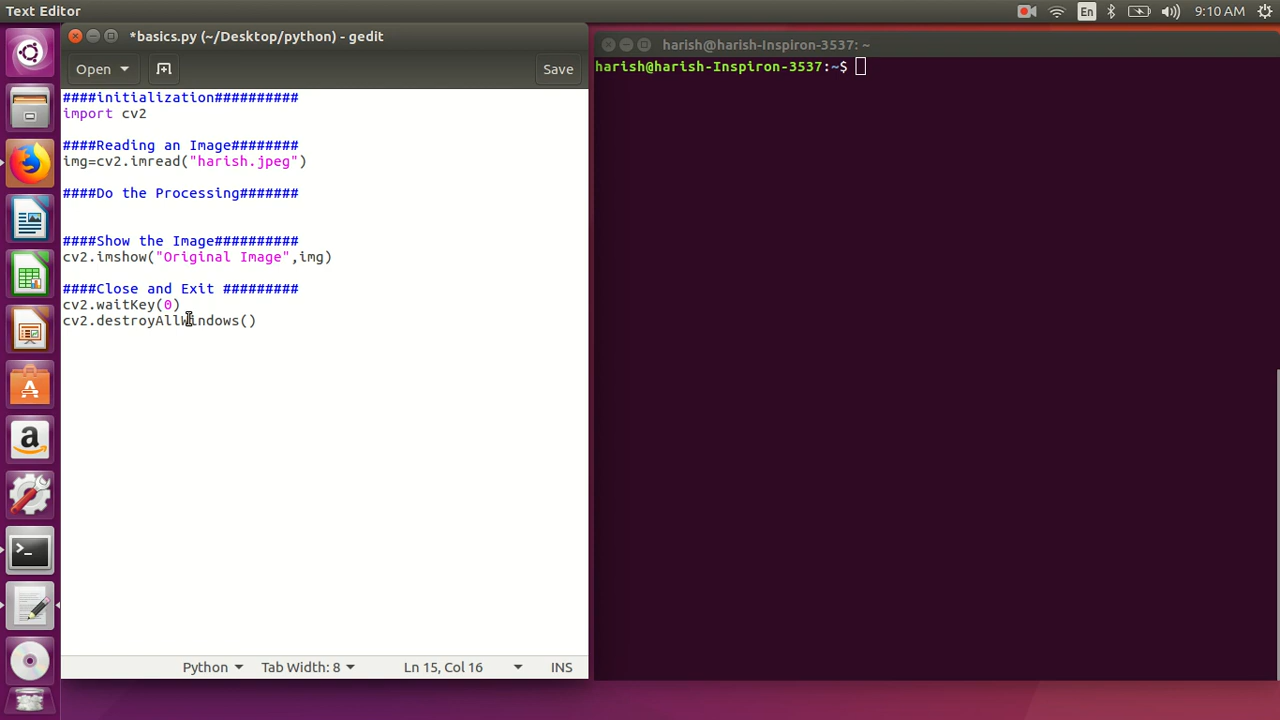 Text Editor
En
9:10 AM
*basics.py (~/Desktop/python) - gedit
Open
Save
####initialization##########
import cv2
####Reading an Image########
img=cv2.imread("harish.jpeg")
####Do the Processing#######
####Show the Image##########
cv2.imshow("Original Image",img)
####Close and Exit #########
cv2.waitKey(0)
cv2.destroyAllWindows()
Python
Tab Width: 8
Ln 15, Col 16
INS
harish@harish-Inspiron-3537: ~
harish@harish-Inspiron-3537:~$